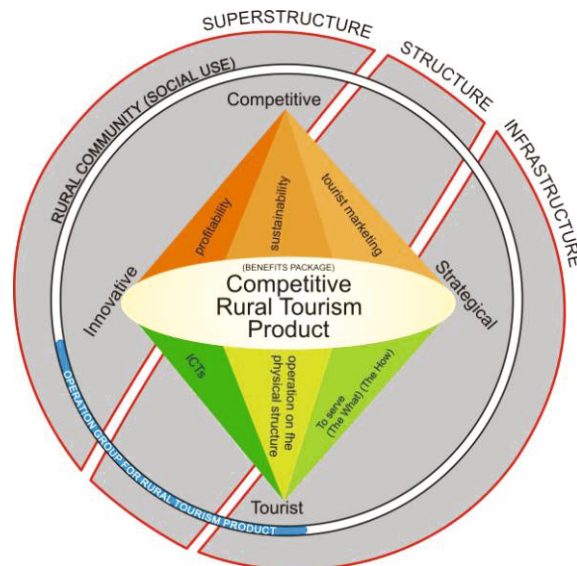 SUPERSTRUCTURE
STRUCTURE
INFRASTRUCTURE
RURAL COMMUNITY (SOCIAL USE)
Competitive
profitability
sustainability
tourist marketing
Innovative
Strategical
(BENEFITS PACKAGE)
Competitive
Rural Tourism
Product
ICTs
operation on fhe
physical structure
To serve
(The What) (The How)
Tourist
OPERATION GROUP FOR RURAL TOURISM PRODUCT